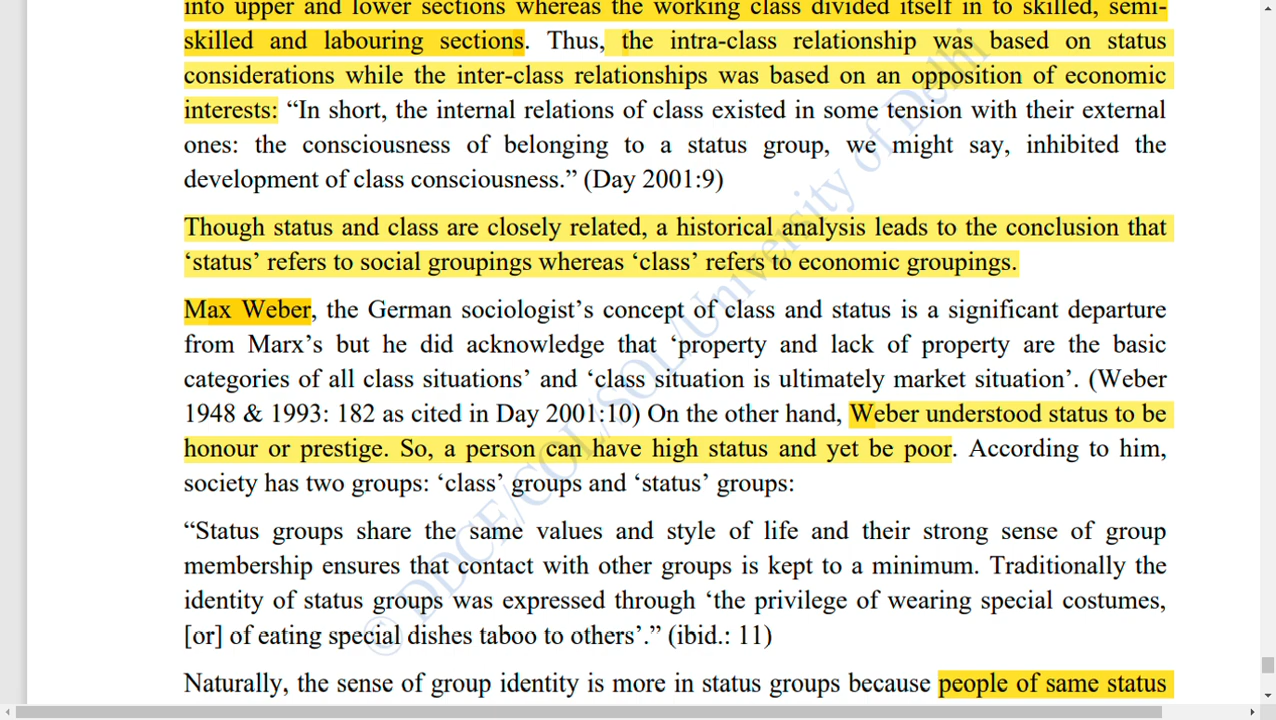 into upper and lower sections whereas the working class divided itself in to skilled, semi-
skilled and labouring sections. Thus, the intra-class relationship was based on status
considerations while the inter-class relationships was based on an opposition of economic
interests: “In short, the internal relations of class existed in some tension with their external
ones: the consciousness of belonging to a status group, we might say, inhibited the
development of class consciousness.” (Day 2001:9)
Though status and class are closely related, a historical analysis leads to the conclusion that
‘status’ refers to social groupings whereas ‘class’ refers to economic groupings.
Max Weber, the German sociologist’s concept of class and status is a significant departure
from Marx’s but he did acknowledge that ‘property and lack of property are the basic
categories of all class situations’ and ‘class situation is ultimately market situation’. (Weber
1948 & 1993: 182 as cited in Day 2001:10) On the other hand, Weber understood status to be
honour or prestige. So, a person can have high status and yet be poor. According to him,
society has two groups: ‘class’ groups and ‘status’ groups:
“Status groups share the same values and style of life and their strong sense of group
membership ensures that contact with other groups is kept to a minimum. Traditionally the
identity of status groups was expressed through ‘the privilege of wearing special costumes,
[or] of eating special dishes taboo to others’.” (ibid.: 11)
Naturally, the sense of group identity is more in status groups because people of same status
© DDCE/COL/SOL/University of Delhi